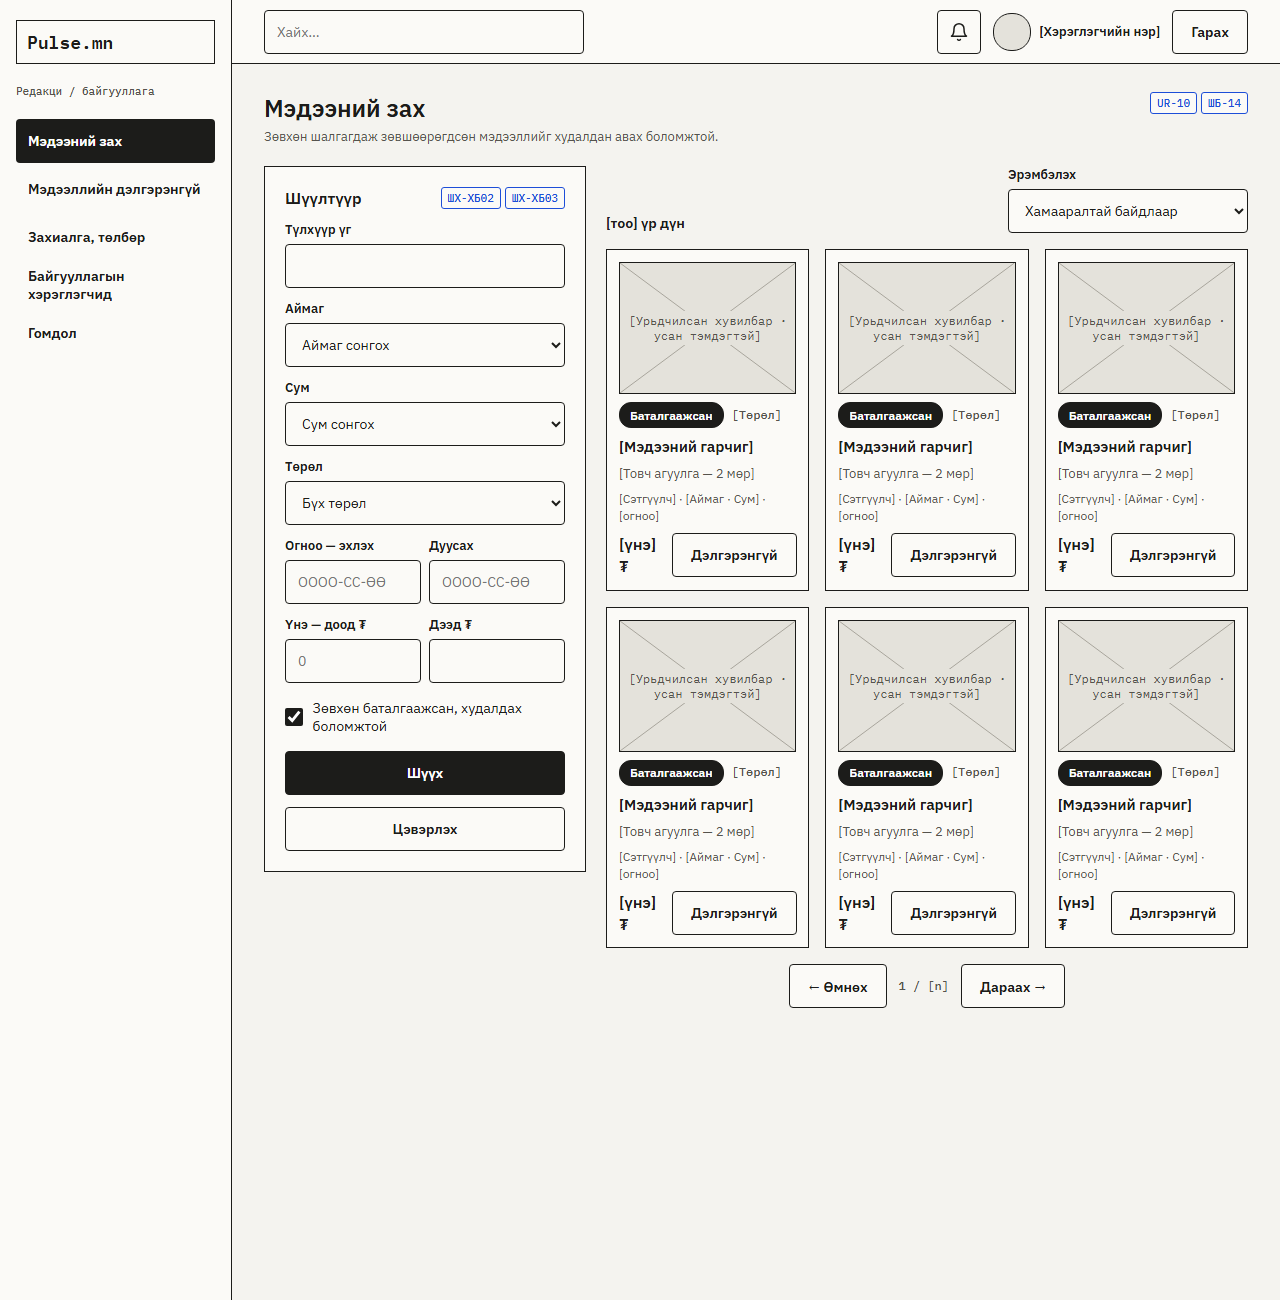 Pulse.mn
Редакци / байгууллага
Мэдээний зах
Мэдээллийн дэлгэрэнгүй
Захиалга, төлбөр
Байгууллагын
хэрэглэгчид
Гомдол
Хайх...
[Хэрэглэгчийн нэр]
Гарах
Мэдээний зах
UR-10
ШБ-14
Зөвхөн шалгагдаж зөвшөөрөгдсөн мэдээллийг худалдан авах боломжтой.
Шүүлтүүр
ШХ-ХБ02
ШХ-ХБ03
Түлхүүр үг
Аймаг
Аймаг сонгох
Сум
Сум сонгох
Төрөл
Бүх төрөл
Огноо — эхлэх
Дуусах
ОООО-СС-ӨӨ
ОООО-СС-ӨӨ
Үнэ — доод ₮
Дээд ₮
0
Зөвхөн баталгаажсан, худалдах
боломжтой
Шүүх
Цэвэрлэх
[тоо] үр дүн
Эрэмбэлэх
Хамааралтай байдлаар
[Урьдчилсан хувилбар ·
усан тэмдэгтэй]
Баталгаажсан
[Төрөл]
[Мэдээний гарчиг]
[Товч агуулга — 2 мөр]
[Сэтгүүлч] · [Аймаг · Сум] ·
[огноо]
[үнэ]
₮
Дэлгэрэнгүй
[Урьдчилсан хувилбар ·
усан тэмдэгтэй]
Баталгаажсан
[Төрөл]
[Мэдээний гарчиг]
[Товч агуулга — 2 мөр]
[Сэтгүүлч] · [Аймаг · Сум] ·
[огноо]
[үнэ]
₮
Дэлгэрэнгүй
[Урьдчилсан хувилбар ·
усан тэмдэгтэй]
Баталгаажсан
[Төрөл]
[Мэдээний гарчиг]
[Товч агуулга — 2 мөр]
[Сэтгүүлч] · [Аймаг · Сум] ·
[огноо]
[үнэ]
₮
Дэлгэрэнгүй
[Урьдчилсан хувилбар ·
усан тэмдэгтэй]
Баталгаажсан
[Төрөл]
[Мэдээний гарчиг]
[Товч агуулга — 2 мөр]
[Сэтгүүлч] · [Аймаг · Сум] ·
[огноо]
[үнэ]
₮
Дэлгэрэнгүй
[Урьдчилсан хувилбар ·
усан тэмдэгтэй]
Баталгаажсан
[Төрөл]
[Мэдээний гарчиг]
[Товч агуулга — 2 мөр]
[Сэтгүүлч] · [Аймаг · Сум] ·
[огноо]
[үнэ]
₮
Дэлгэрэнгүй
[Урьдчилсан хувилбар ·
усан тэмдэгтэй]
Баталгаажсан
[Төрөл]
[Мэдээний гарчиг]
[Товч агуулга — 2 мөр]
[Сэтгүүлч] · [Аймаг · Сум] ·
[огноо]
[үнэ]
₮
Дэлгэрэнгүй
← Өмнөх
1 / [n]
Дараах →